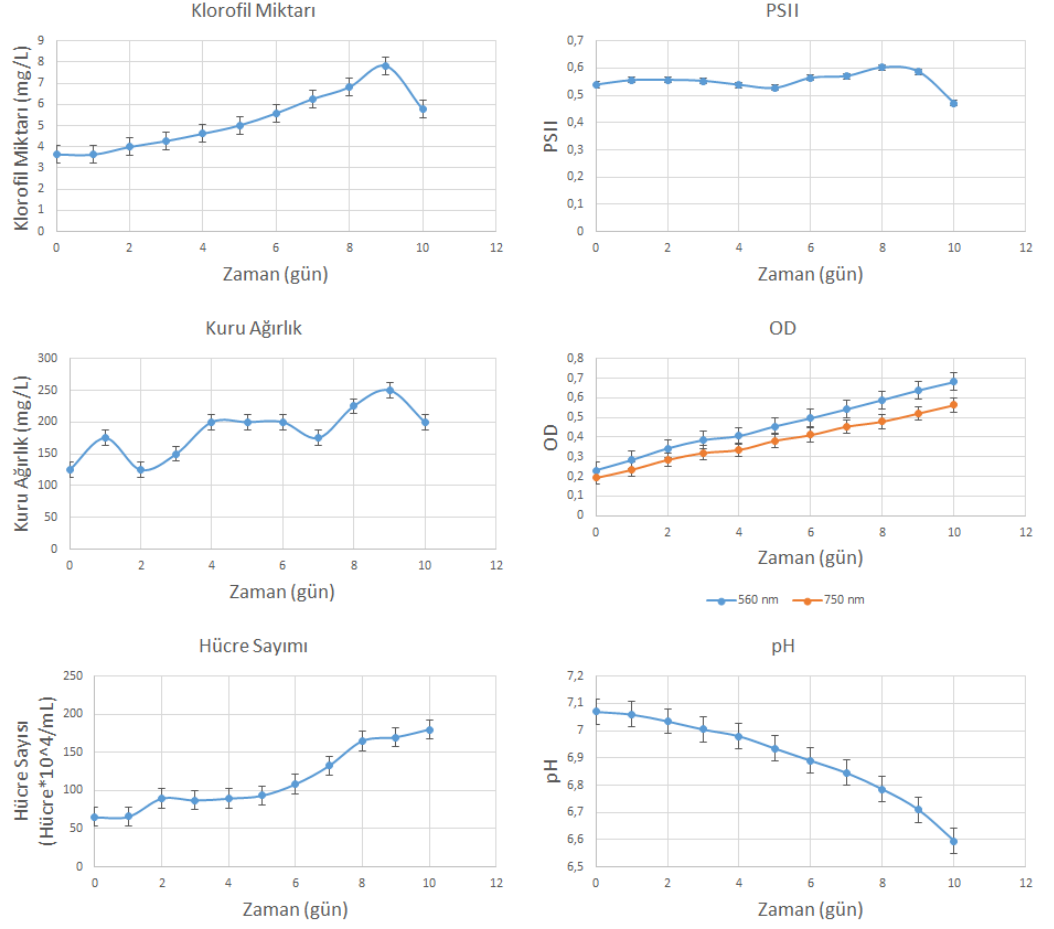 Klorofil Miktarı
Klorofil Miktarı (mg/L)
9
8
7
6
5
4
3
2
1
0
0 2 4 6 8 10 12
Zaman (gün)
PSII
PSII
0,7
0,6
0,5
0,4
0,3
0,2
0,1
0
0 2 4 6 8 10 12
Zaman (gün)
Kuru Ağırlık
Kuru Ağırlık (mg/L)
300
250
200
150
100
50
0
0 2 4 6 8 10 12
Zaman (gün)
OD
OD
0,8
0,7
0,6
0,5
0,4
0,3
0,2
0,1
0
0 2 4 6 8 10 12
Zaman (gün)
560 nm 750 nm
Hücre Sayımı
Hücre Sayısı
(Hücre*10^4/mL)
250
200
150
100
50
0
0 2 4 6 8 10 12
Zaman (gün)
pH
pH
7,2
7,1
7
6,9
6,8
6,7
6,6
6,5
0 2 4 6 8 10 12
Zaman (gün)